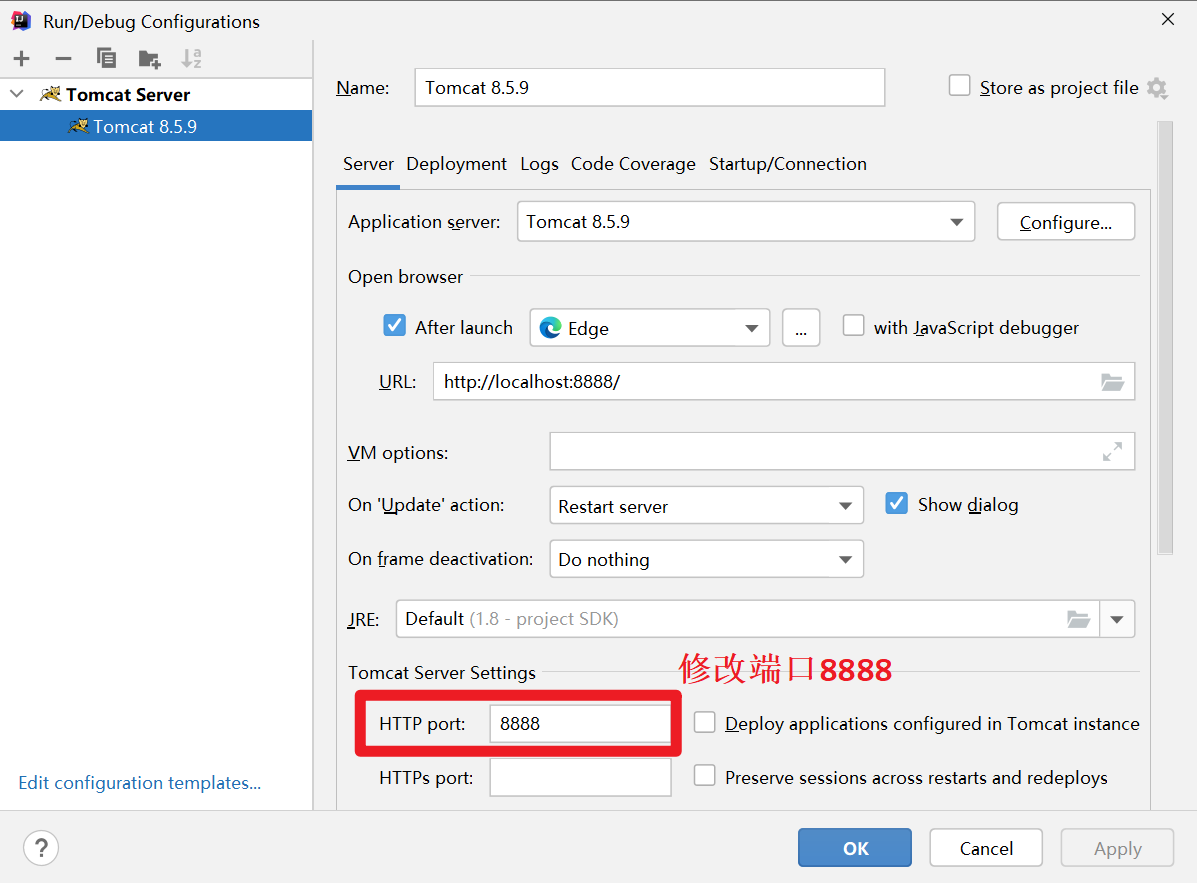 Run/Debug Configurations
Tomcat Server
Tomcat 8.5.9
Edit configuration templates...
Name: Tomcat 8.5.9 Store as project file
Server Deployment Logs Code Coverage Startup/Connection
Application server: Tomcat 8.5.9 Configure...
Open browser
After launch Edge ... with JavaScript debugger
URL: http://localhost:8888/
VM options:
On 'Update' action: Restart server Show dialog
On frame deactivation: Do nothing
JRE: Default (1.8 - project SDK)
Tomcat Server Settings 修改端口8888
HTTP port: 8888 Deploy applications configured in Tomcat instance
HTTPs port: Preserve sessions across restarts and redeploys
? OK Cancel Apply